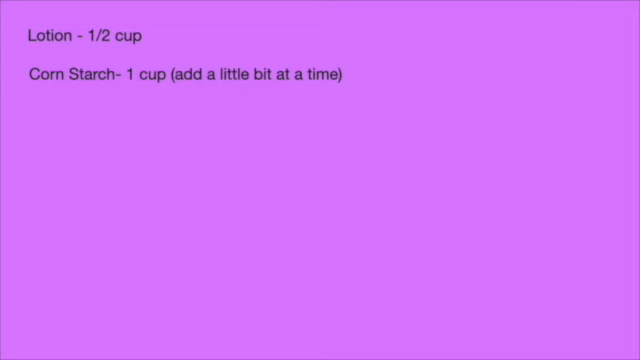 Lotion - 1/2 cup
Corn Starch- 1 cup (add a little bit at a time)